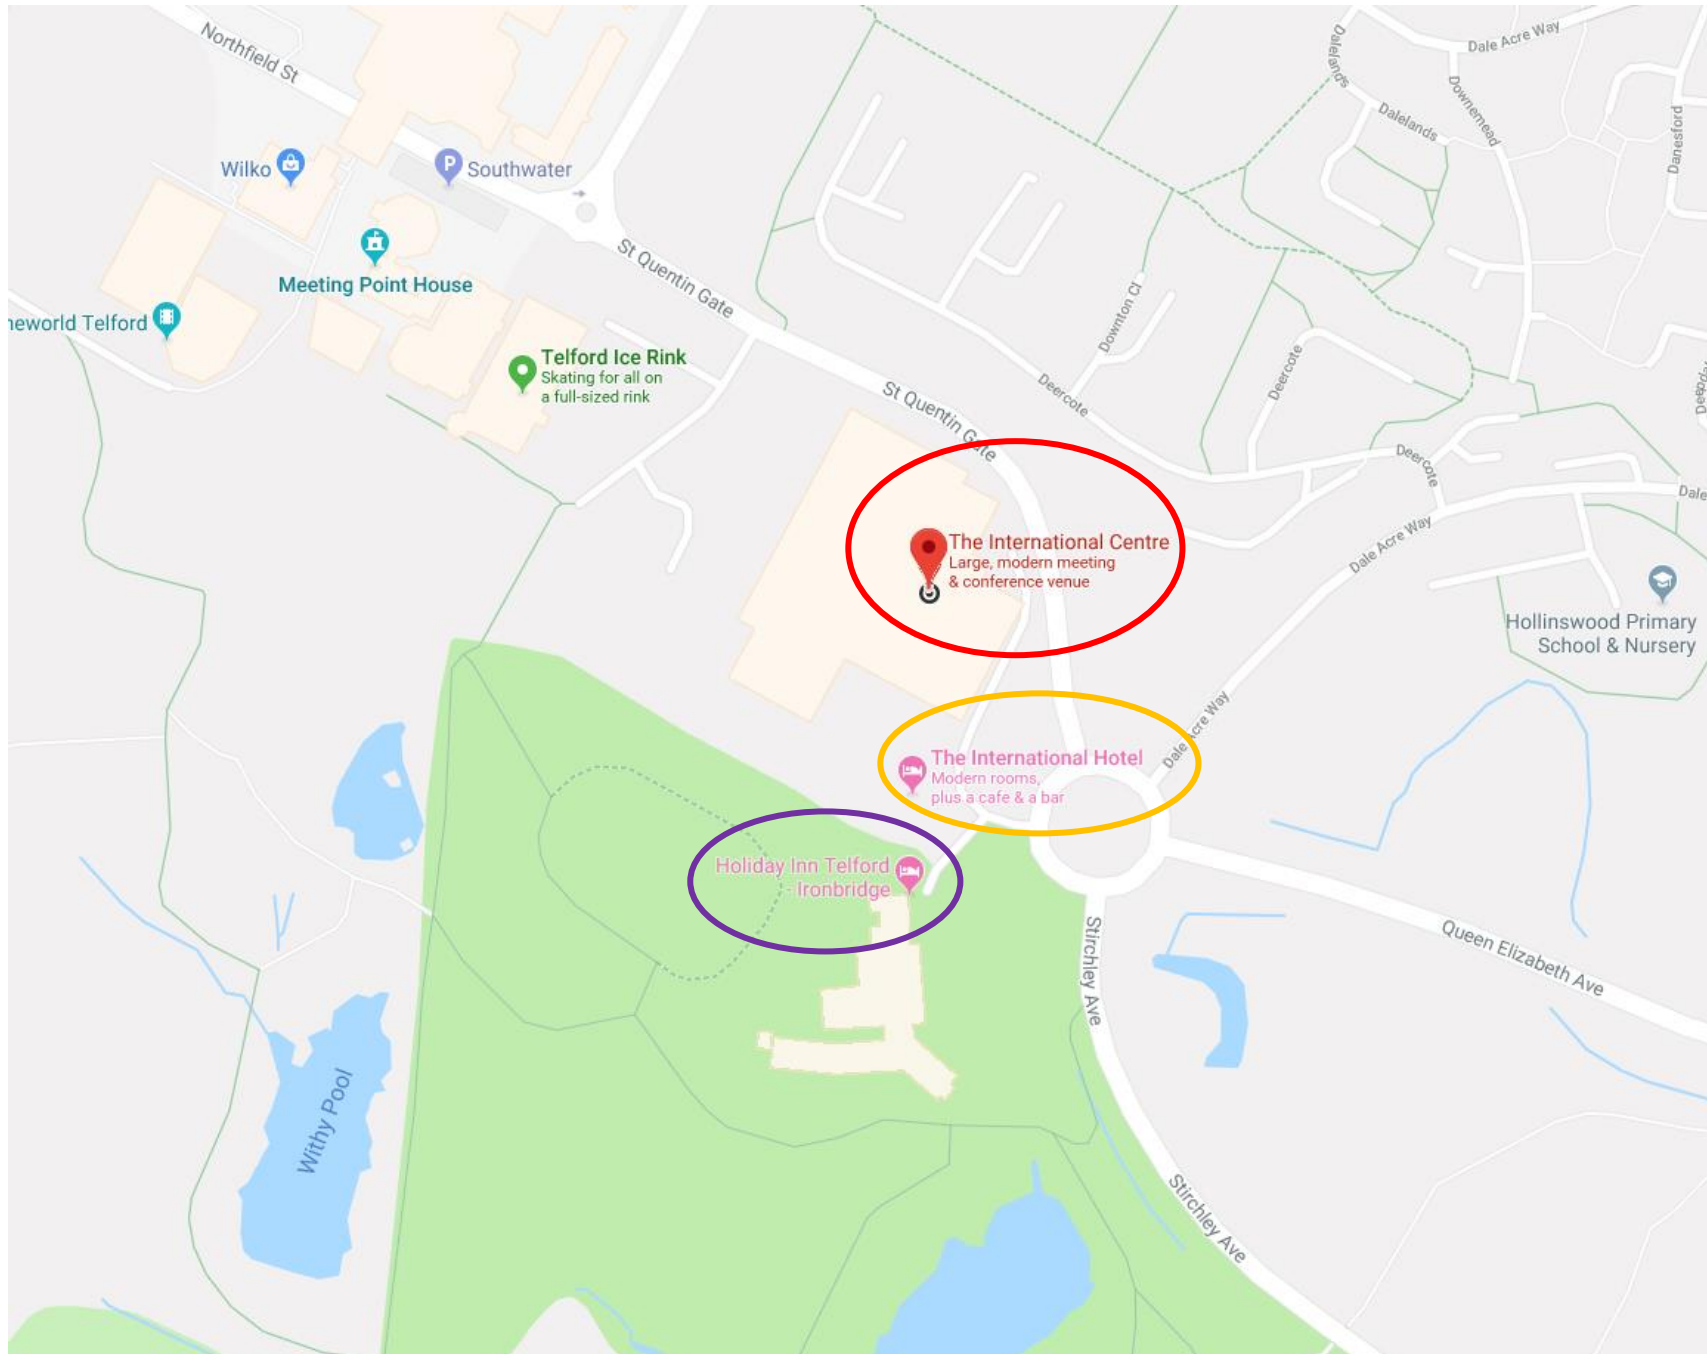 Northfield St
Dale Acre Way
Dalelands
Downemead
Dalelands
Danesford
Wilko
P
Southwater
St Quentin Gate
Meeting Point House
neworld Telford
Downton Cl
Telford Ice Rink
Skating for all on
a full-sized rink
Deercote
Deercote
St Quentin Gate
Deercote
Dale
The International Centre
Large, modern meeting
& conference venue
Dale Acre Way
Hollinswood Primary
School & Nursery
Dale Acre Way
The International Hotel
Modern rooms,
plus a cafe & a bar
Holiday Inn Telford
- Ironbridge
Stirchley Ave
Queen Elizabeth Ave
Withy Pool
Stirchley Ave